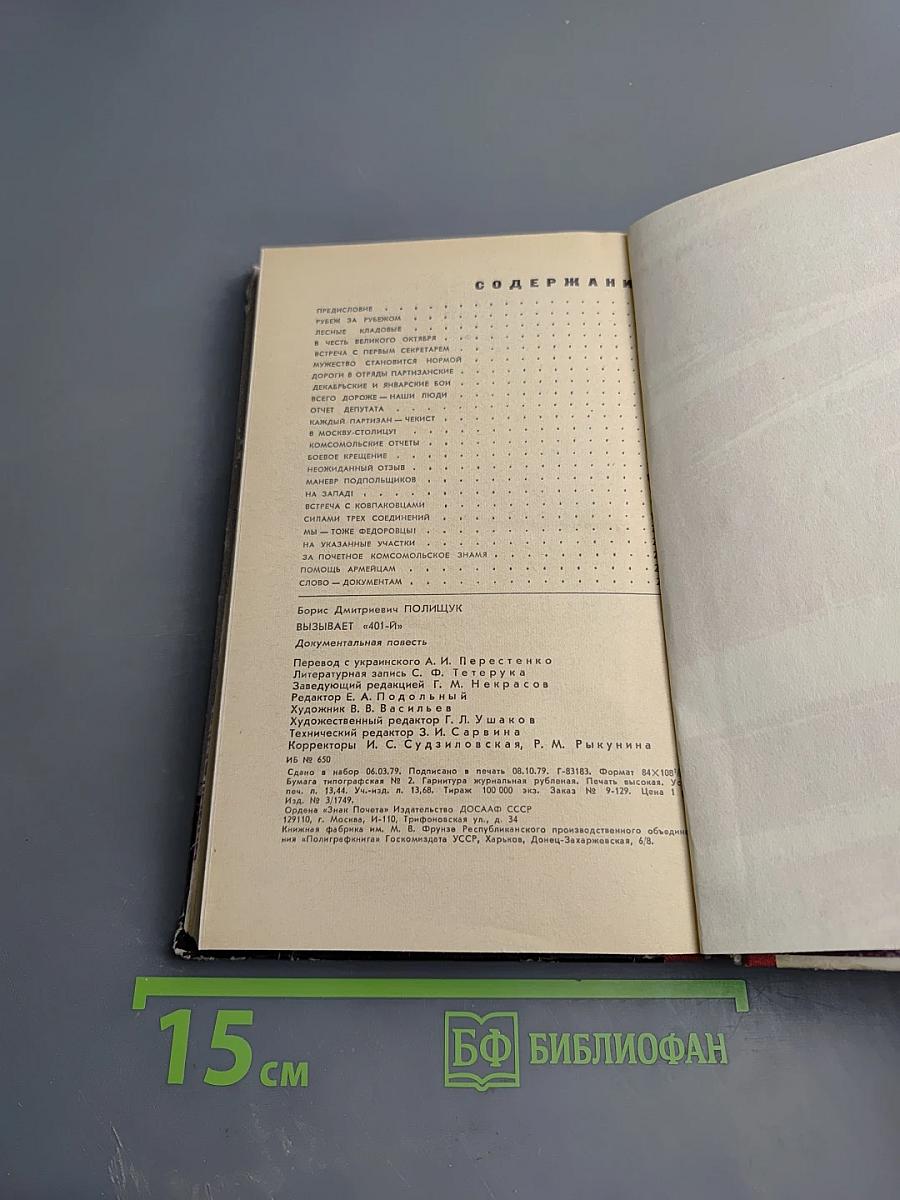 СОДЕРЖАНИ
ПРЕДИСЛОВИЕ
РУБЕЖ ЗА РУБЕЖОМ
ЛЕСНЫЕ КЛАДОВЫЕ
В ЧЕСТЬ ВЕЛИКОГО ОКТЯБРЯ
ВСТРЕЧА С ПЕРВЫМ СЕКРЕТАРЕМ
МУЖЕСТВО СТАНОВИТСЯ НОРМОЙ
ДОРОГИ В ОТРЯДЫ ПАРТИЗАНСКИЕ
ДЕКАБРЬСКИЕ И ЯНВАРСКИЕ БОИ
ВСЕГО ДОРОЖЕ — НАШИ ЛЮДИ
ОТЧЕТ ДЕПУТАТА
КАЖДЫЙ ПАРТИЗАН — ЧЕКИСТ
В МОСКВУ-СТОЛИЦУ!
КОМСОМОЛЬСКИЕ ОТЧЕТЫ
БОЕВОЕ КРЕЩЕНИЕ
НЕОЖИДАННЫЙ ОТЗЫВ
МАНЕВР ПОДПОЛЬЩИКОВ
НА ЗАПАД!
ВСТРЕЧА С КОВПАКОВЦАМИ
СИЛАМИ ТРЕХ СОЕДИНЕНИЙ
МЫ — ТОЖЕ ФЕДОРОВЦЫ!
НА УКАЗАННЫЕ УЧАСТКИ
ЗА ПОЧЕТНОЕ КОМСОМОЛЬСКОЕ ЗНАМЯ
ПОМОЩЬ АРМЕЙЦАМ
СЛОВО — ДОКУМЕНТАМ
Борис Дмитриевич ПОЛИЩУК
ВЫЗЫВАЕТ «401-Й»
Документальная повесть
Перевод с украинского А. И. Перестенко
Литературная запись С. Ф. Тетерука
Заведующий редакцией Г. М. Некрасов
Редактор Е. А. Подольный
Художник В. В. Васильев
Художественный редактор Г. Л. Ушаков
Технический редактор З. И. Сарвина
Корректоры И. С. Судзиловская, Р. М. Рыкунина
ИБ № 650
Сдано в набор 06.03.79. Подписано в печать 08.10.79. Г-83183. Формат 84×108
Бумага типографская № 2. Гарнитура журнальная рубленая. Печать высокая. Ус
печ. л. 13,44. Уч.-изд. л. 13,68. Тираж 100 000 экз. Заказ № 9-129. Цена 1
Изд. № 3/1749.
Ордена «Знак Почета» Издательство ДОСААФ СССР
129110, г. Москва, И-110, Трифоновская ул., д. 34
Книжная фабрика им. М. В. Фрунзе Республиканского производственного объедине
ния «Полиграфкнига» Госкомиздата УССР, Харьков, Донец-Захаржевская, 6/8.
15 см
БФ БИБЛИОФАН